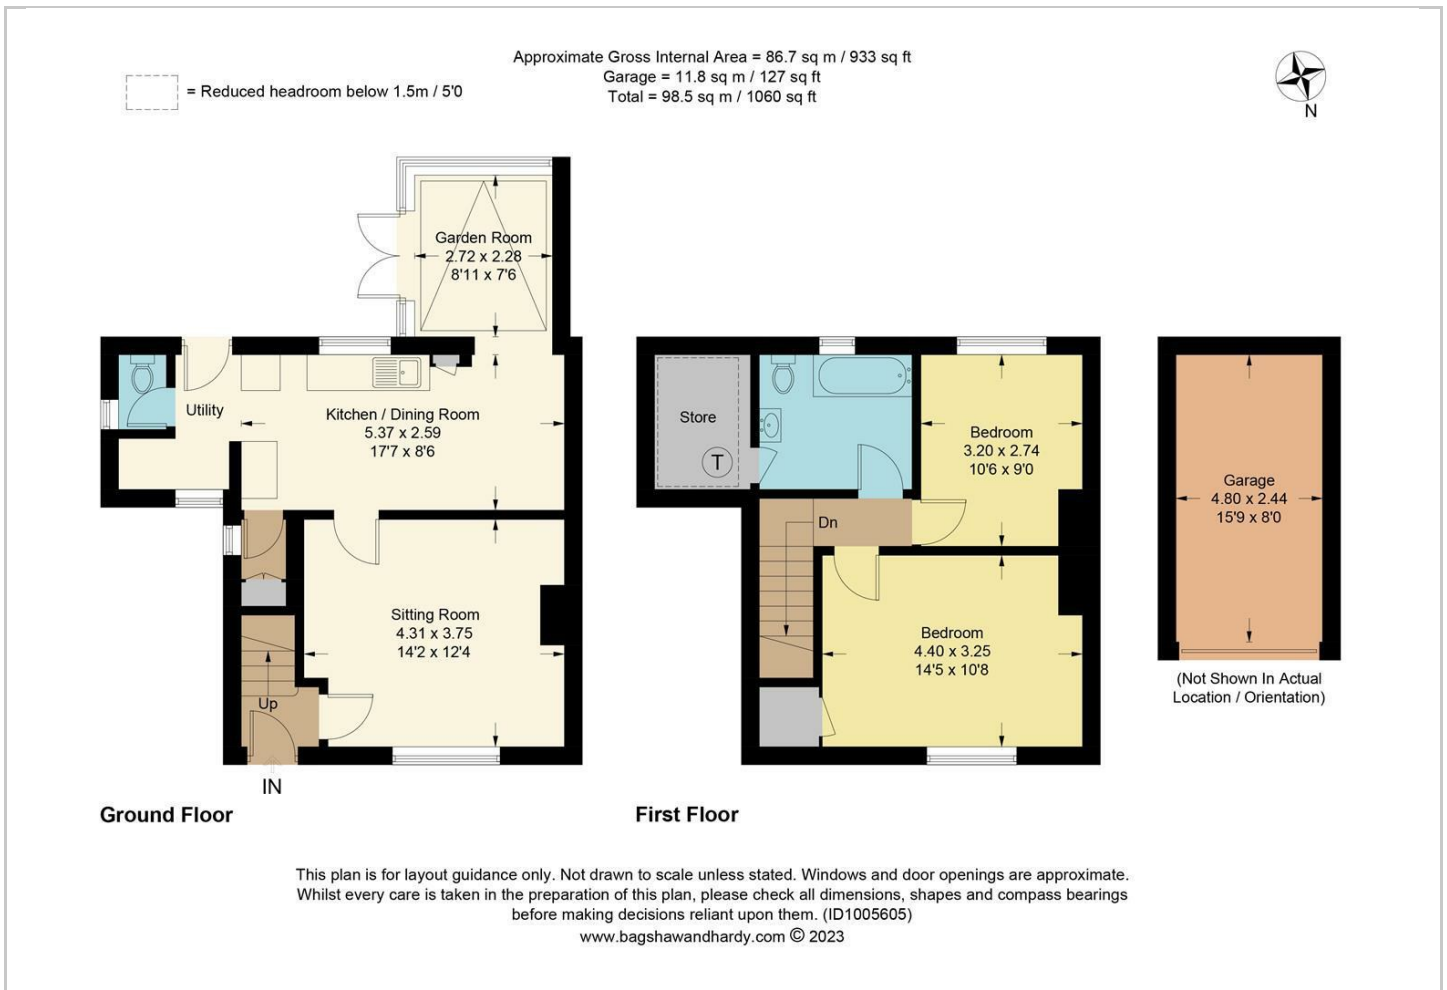 Approximate Gross Internal Area = 86.7 sq m / 933 sq ft
Garage = 11.8 sq m / 127 sq ft
Total = 98.5 sq m / 1060 sq ft
= Reduced headroom below 1.5m / 5'0
N
Garden Room
2.72 x 2.28
8'11 x 7'6
Utility
Kitchen / Dining Room
5.37 x 2.59
17'7 x 8'6
Sitting Room
4.31 x 3.75
14'2 x 12'4
Up
IN
Ground Floor
Store
T
Bedroom
3.20 x 2.74
10'6 x 9'0
Dn
Bedroom
4.40 x 3.25
14'5 x 10'8
First Floor
Garage
4.80 x 2.44
15'9 x 8'0
(Not Shown In Actual
Location / Orientation)
This plan is for layout guidance only. Not drawn to scale unless stated. Windows and door openings are approximate.
Whilst every care is taken in the preparation of this plan, please check all dimensions, shapes and compass bearings
before making decisions reliant upon them. (ID1005605)
www.bagshawandhardy.com © 2023